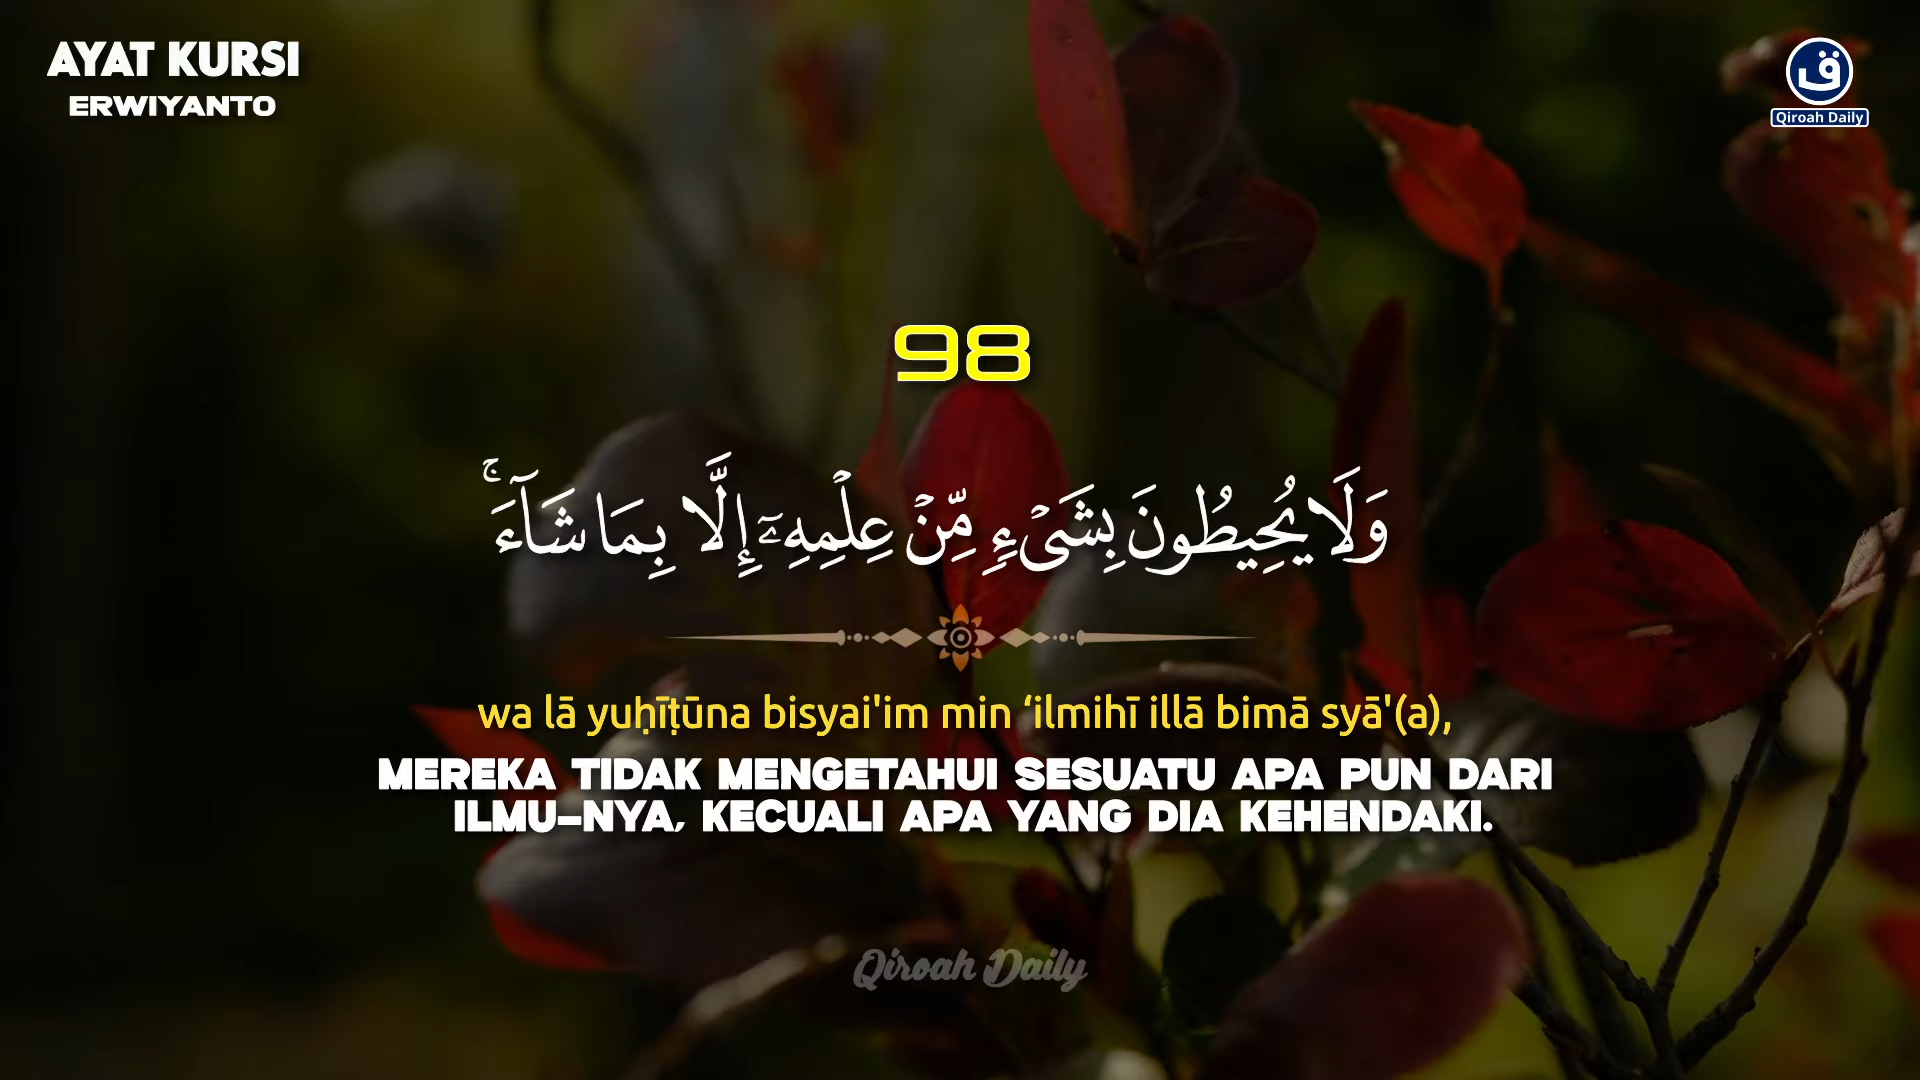 AYAT KURSI
ERWIYANTO
ق
Qiroah Daily
98
وَلَا يُحِيطُونَ بِشَىْءٍ مِّنْ عِلْمِهِۦٓ إِلَّا بِمَا شَآءَ ۚ
wa lā yuḥīṭūna bisyai'im min ‘ilmihī illā bimā syā'(a),
MEREKA TIDAK MENGETAHUI SESUATU APA PUN DARI
ILMU-NYA, KECUALI APA YANG DIA KEHENDAKI.
Qiroah Daily